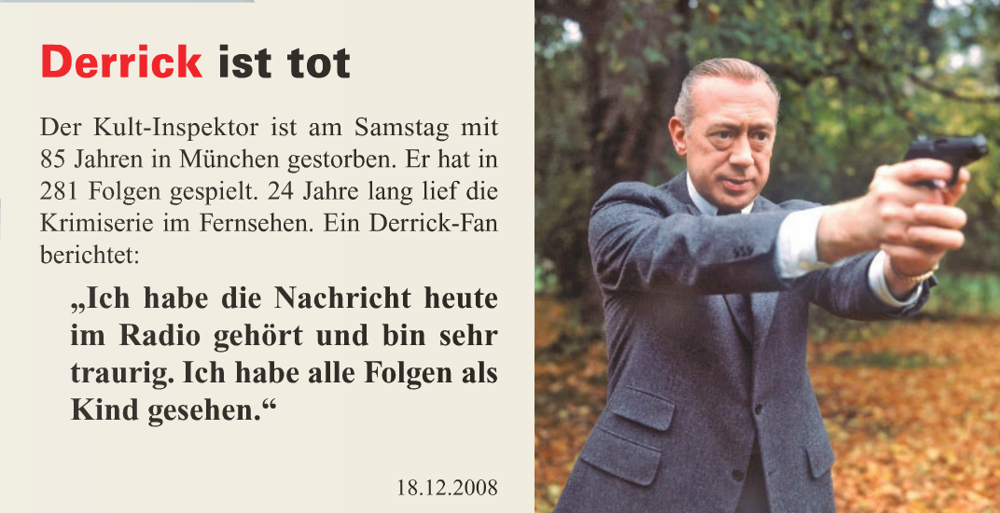 Derrick ist tot
Der Kult-Inspektor ist am Samstag mit
85 Jahren in München gestorben. Er hat in
281 Folgen gespielt. 24 Jahre lang lief die
Krimiserie im Fernsehen. Ein Derrick-Fan
berichtet:
„Ich habe die Nachricht heute
im Radio gehört und bin sehr
traurig. Ich habe alle Folgen als
Kind gesehen.“
18.12.2008